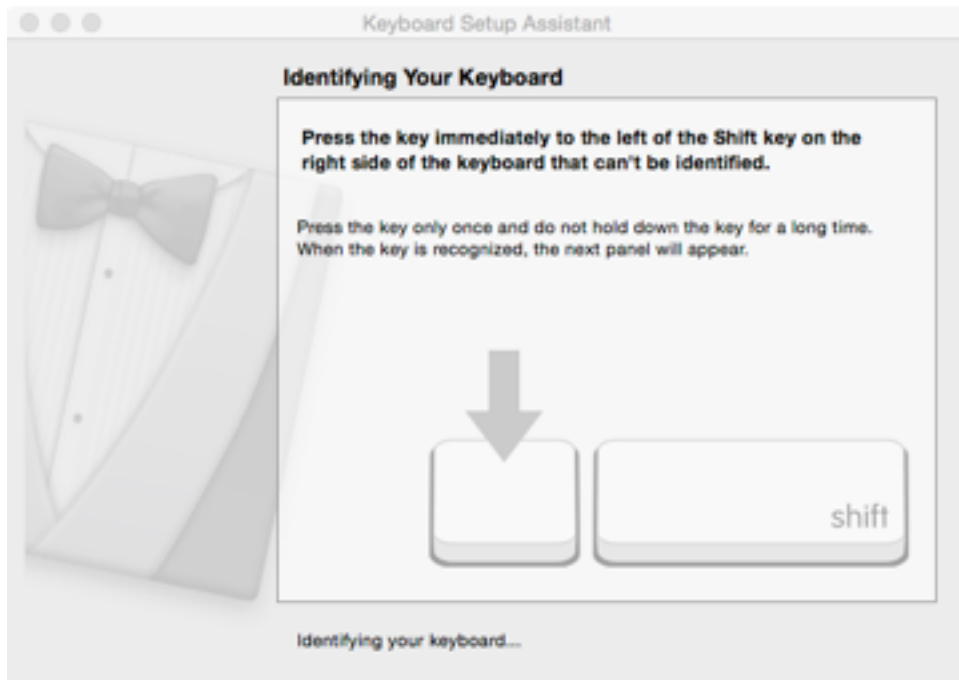 Keyboard Setup Assistant
Identifying Your Keyboard
Press the key immediately to the left of the Shift key on the
right side of the keyboard that can't be identified.
Press the key only once and do not hold down the key for a long time.
When the key is recognized, the next panel will appear.
shift
Identifying your keyboard...